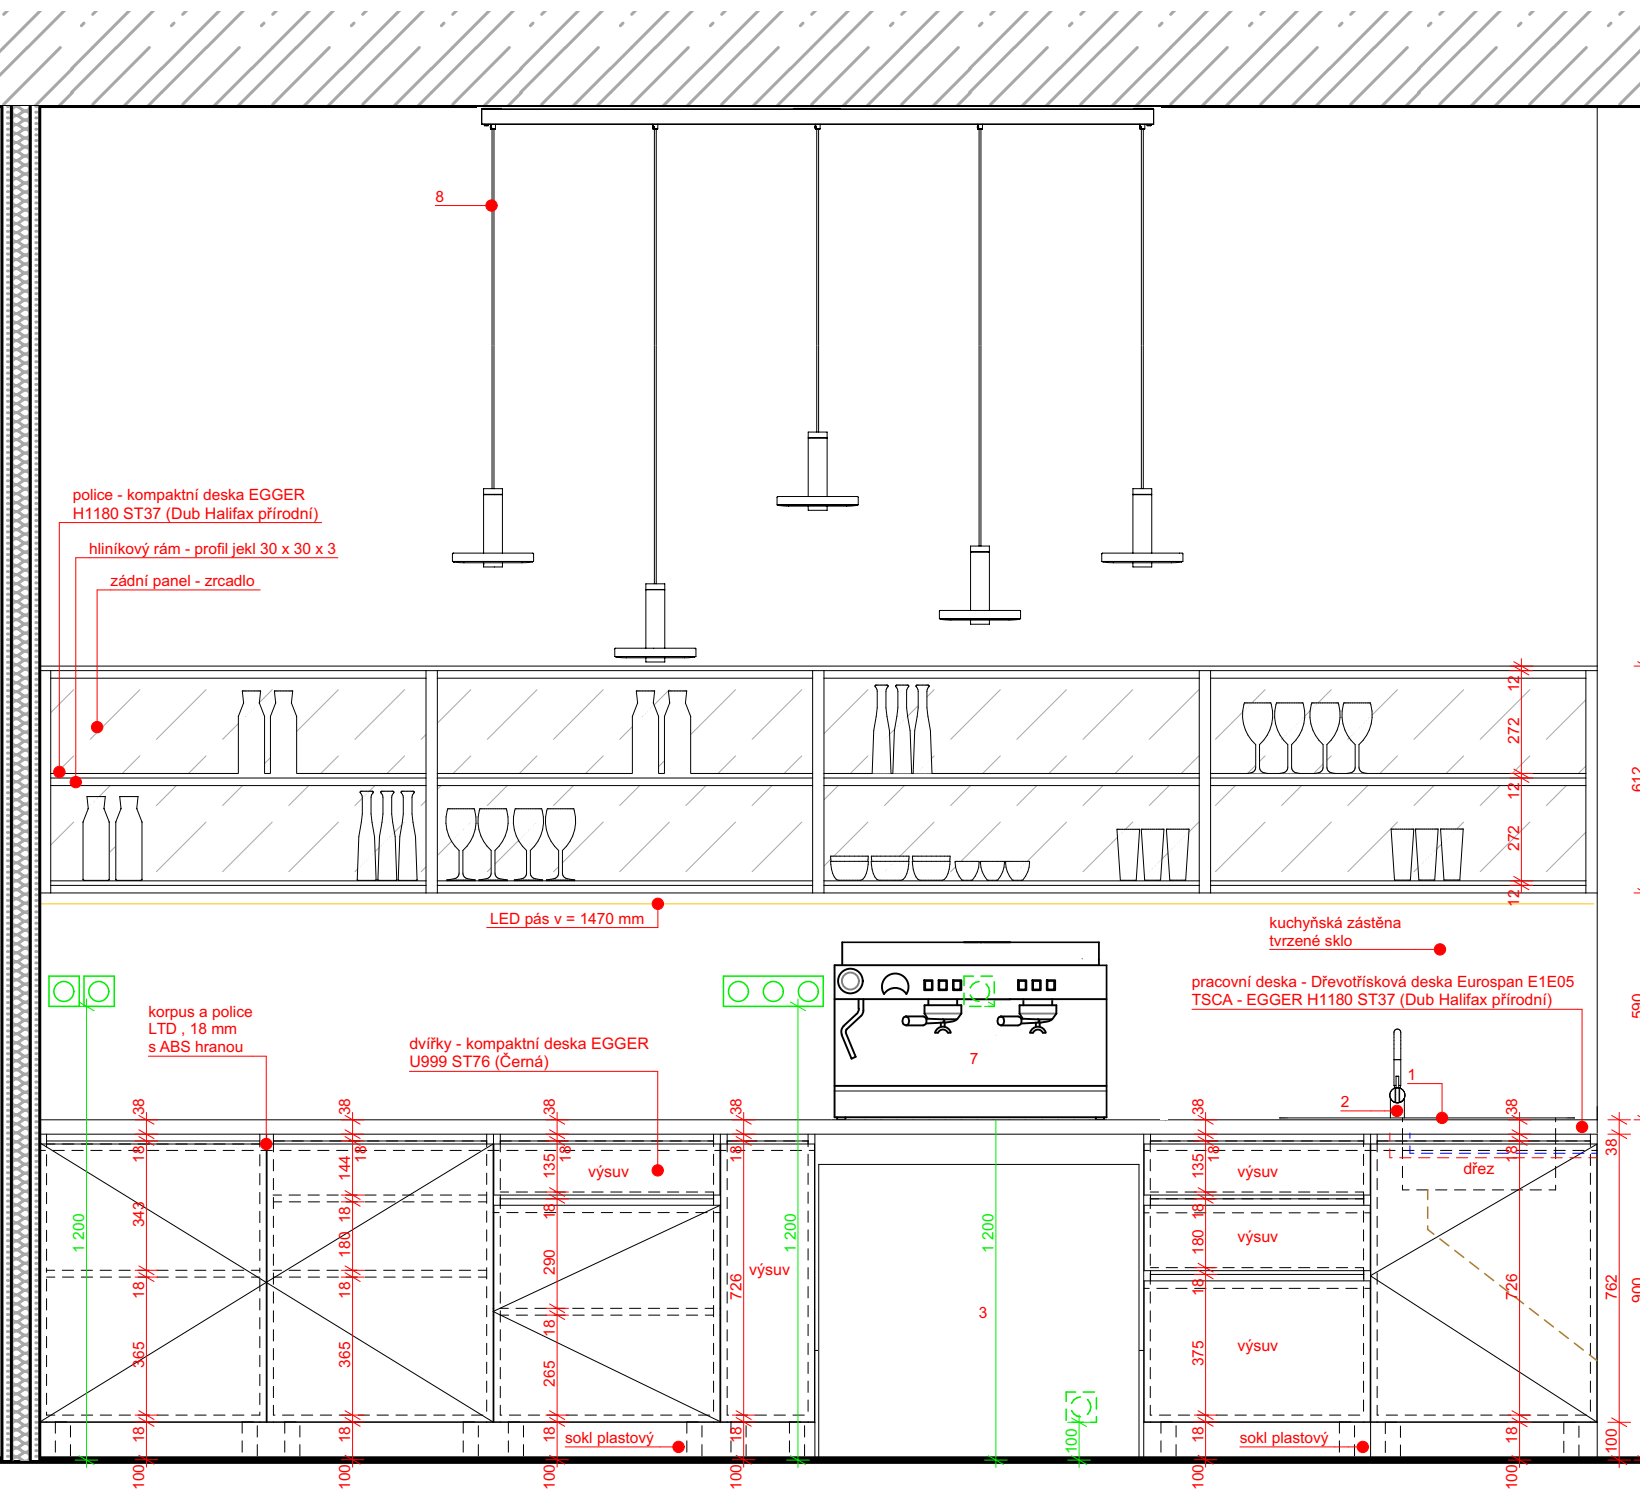 8
police - kompaktní deska EGGER
H1180 ST37 (Dub Halifax přírodní)
hliníkový rám - profil jekl 30 x 30 x 3
zádní panel - zrcadlo
12
272
12
272
12
612
LED pás v = 1470 mm
kuchyňská zástěna
tvrzené sklo
pracovní deska - Dřevotřísková deska Eurospan E1E05
TSCA - EGGER H1180 ST37 (Dub Halifax přírodní)
korpus a police
LTD , 18 mm
s ABS hranou
dvířky - kompaktní deska EGGER
U999 ST76 (Černá)
7
1
2
590
38
18
343
18
365
18
100
38
18
144
18
180
18
365
18
100
38
18
135
18
290
18
265
18
100
38
18
726
18
100
38
18
135
18
180
18
375
18
100
38
18
726
18
100
38
762
100
900
1 200
1 200
1 200
100
výsuv
výsuv
výsuv
výsuv
výsuv
dřez
3
sokl plastový
sokl plastový